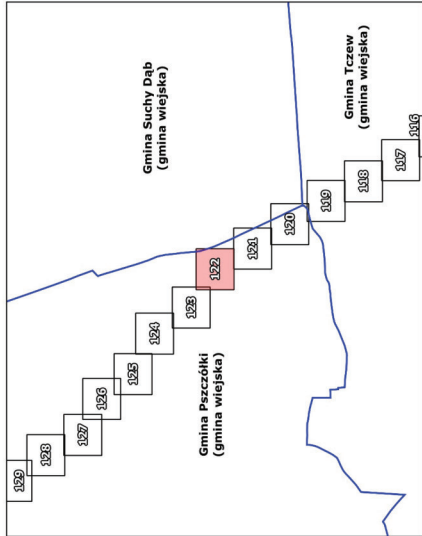 Gmina Suchy Dąb
(gmina wiejska)
Gmina Tczew
(gmina wiejska)
Gmina Pszczółki
(gmina wiejska)
129
128
127
126
125
124
123
122
121
120
119
118
117
116